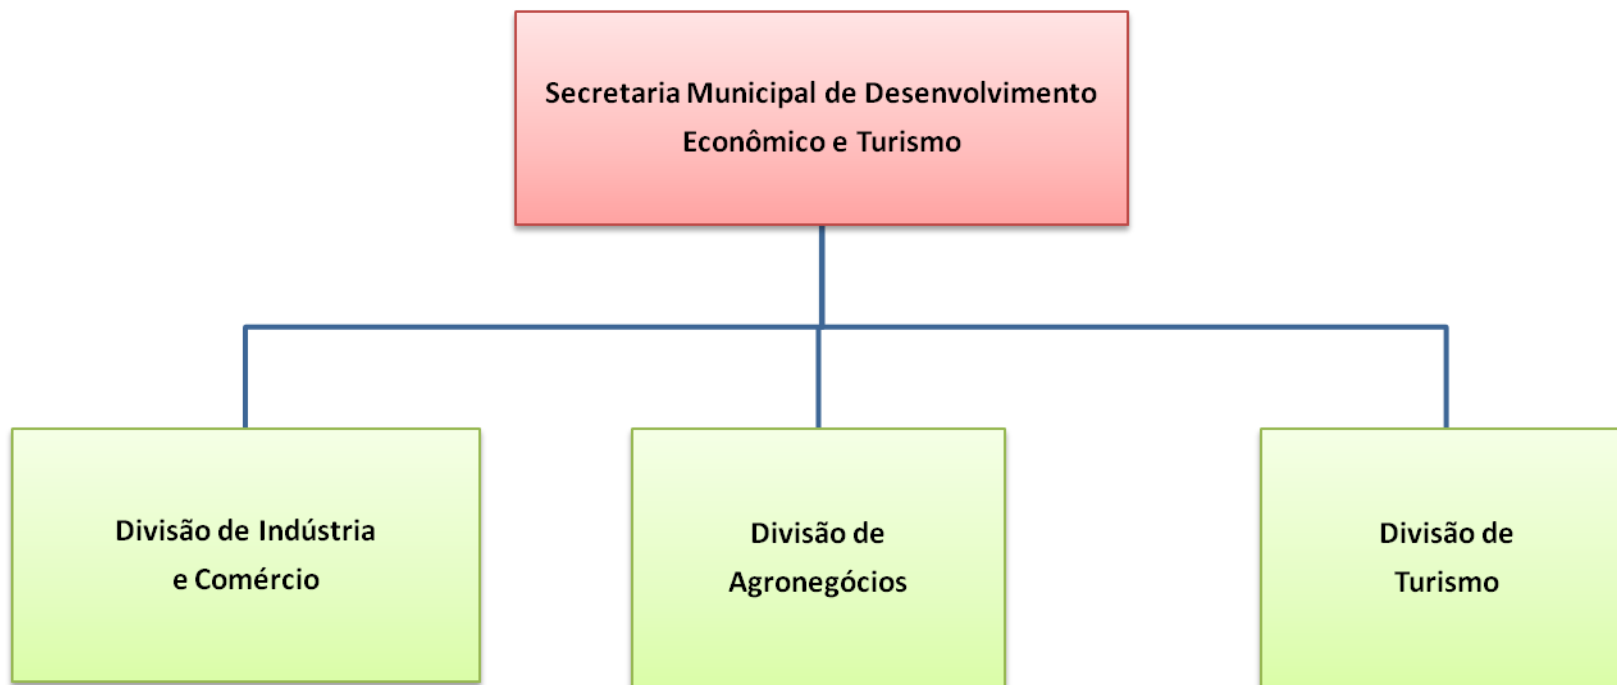 Secretaria Municipal de Desenvolvimento
Econômico e Turismo
Divisão de Indústria
e Comércio
Divisão de
Agronegócios
Divisão de
Turismo